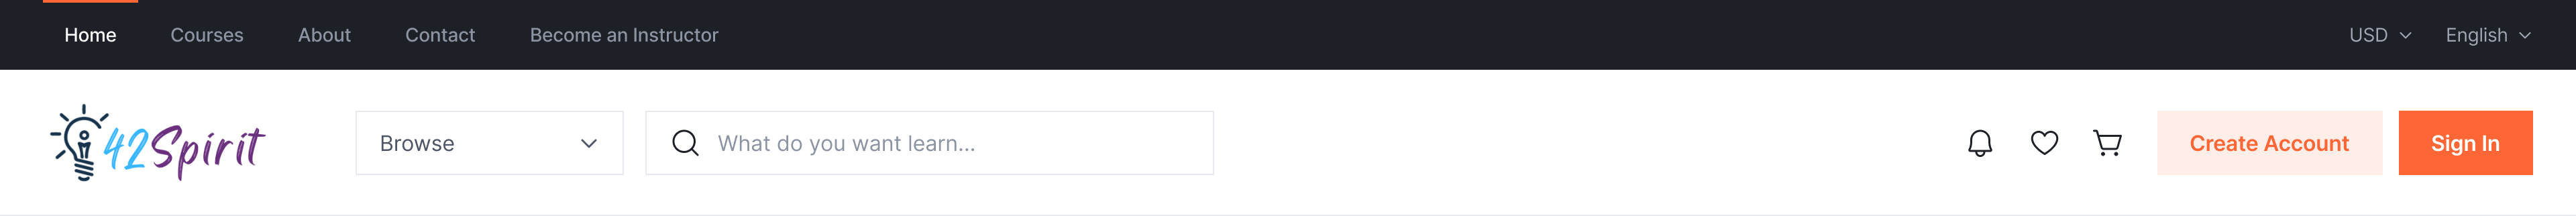 Home Courses About Contact Become an Instructor USD English
42Spirit Browse What do you want learn... Create Account Sign In